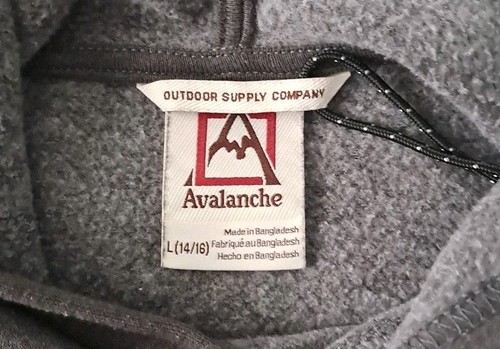 OUTDOOR SUPPLY COMPANY
Avalanche
Made in Bangladesh
L (14/16) Fabriqué au Bangladesh
Hecho en Bangladesh